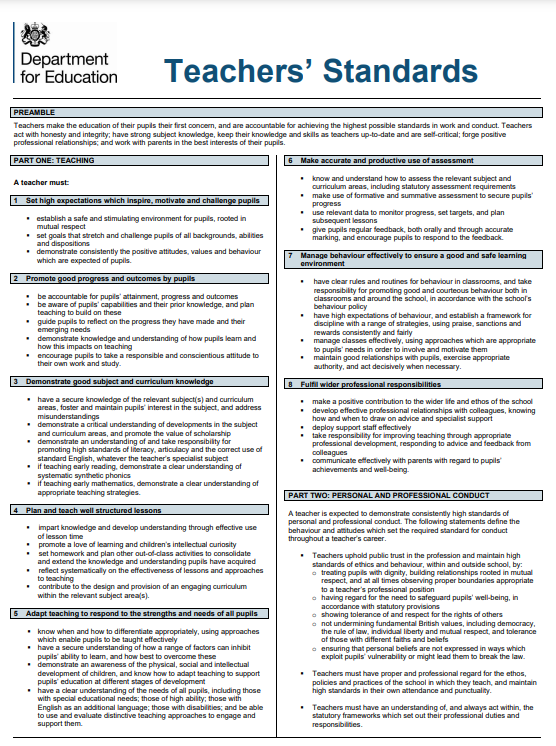 Department
for Education
Teachers’ Standards
PREAMBLE
Teachers make the education of their pupils their first concern, and are accountable for achieving the highest possible standards in work and conduct. Teachers
act with honesty and integrity; have strong subject knowledge, keep their knowledge and skills as teachers up-to-date and are self-critical; forge positive
professional relationships; and work with parents in the best interests of their pupils.
PART ONE: TEACHING
A teacher must:
1 Set high expectations which inspire, motivate and challenge pupils
▪ establish a safe and stimulating environment for pupils, rooted in
mutual respect
▪ set goals that stretch and challenge pupils of all backgrounds, abilities
and dispositions
▪ demonstrate consistently the positive attitudes, values and behaviour
which are expected of pupils.
2 Promote good progress and outcomes by pupils
▪ be accountable for pupils’ attainment, progress and outcomes
▪ be aware of pupils’ capabilities and their prior knowledge, and plan
teaching to build on these
▪ guide pupils to reflect on the progress they have made and their
emerging needs
▪ demonstrate knowledge and understanding of how pupils learn and
how this impacts on teaching
▪ encourage pupils to take a responsible and conscientious attitude to
their own work and study.
3 Demonstrate good subject and curriculum knowledge
▪ have a secure knowledge of the relevant subject(s) and curriculum
areas, foster and maintain pupils’ interest in the subject, and address
misunderstandings
▪ demonstrate a critical understanding of developments in the subject
and curriculum areas, and promote the value of scholarship
▪ demonstrate an understanding of and take responsibility for
promoting high standards of literacy, articulacy and the correct use of
standard English, whatever the teacher’s specialist subject
▪ if teaching early reading, demonstrate a clear understanding of
systematic synthetic phonics
▪ if teaching early mathematics, demonstrate a clear understanding of
appropriate teaching strategies.
4 Plan and teach well structured lessons
▪ impart knowledge and develop understanding through effective use
of lesson time
▪ promote a love of learning and children’s intellectual curiosity
▪ set homework and plan other out-of-class activities to consolidate
and extend the knowledge and understanding pupils have acquired
▪ reflect systematically on the effectiveness of lessons and approaches
to teaching
▪ contribute to the design and provision of an engaging curriculum
within the relevant subject area(s).
5 Adapt teaching to respond to the strengths and needs of all pupils
▪ know when and how to differentiate appropriately, using approaches
which enable pupils to be taught effectively
▪ have a secure understanding of how a range of factors can inhibit
pupils’ ability to learn, and how best to overcome these
▪ demonstrate an awareness of the physical, social and intellectual
development of children, and know how to adapt teaching to support
pupils’ education at different stages of development
▪ have a clear understanding of the needs of all pupils, including those
with special educational needs; those of high ability; those with
English as an additional language; those with disabilities; and be able
to use and evaluate distinctive teaching approaches to engage and
support them.
6 Make accurate and productive use of assessment
▪ know and understand how to assess the relevant subject and
curriculum areas, including statutory assessment requirements
▪ make use of formative and summative assessment to secure pupils’
progress
▪ use relevant data to monitor progress, set targets, and plan
subsequent lessons
▪ give pupils regular feedback, both orally and through accurate
marking, and encourage pupils to respond to the feedback.
7 Manage behaviour effectively to ensure a good and safe learning
environment
▪ have clear rules and routines for behaviour in classrooms, and take
responsibility for promoting good and courteous behaviour both in
classrooms and around the school, in accordance with the school’s
behaviour policy
▪ have high expectations of behaviour, and establish a framework for
discipline with a range of strategies, using praise, sanctions and
rewards consistently and fairly
▪ manage classes effectively, using approaches which are appropriate
to pupils’ needs in order to involve and motivate them
▪ maintain good relationships with pupils, exercise appropriate
authority, and act decisively when necessary.
8 Fulfil wider professional responsibilities
▪ make a positive contribution to the wider life and ethos of the school
▪ develop effective professional relationships with colleagues, knowing
how and when to draw on advice and specialist support
▪ deploy support staff effectively
▪ take responsibility for improving teaching through appropriate
professional development, responding to advice and feedback from
colleagues
▪ communicate effectively with parents with regard to pupils’
achievements and well-being.
PART TWO: PERSONAL AND PROFESSIONAL CONDUCT
A teacher is expected to demonstrate consistently high standards of
personal and professional conduct. The following statements define the
behaviour and attitudes which set the required standard for conduct
throughout a teacher’s career.
▪ Teachers uphold public trust in the profession and maintain high
standards of ethics and behaviour, within and outside school, by:
o treating pupils with dignity, building relationships rooted in mutual
respect, and at all times observing proper boundaries appropriate
to a teacher’s professional position
o having regard for the need to safeguard pupils’ well-being, in
accordance with statutory provisions
o showing tolerance of and respect for the rights of others
o not undermining fundamental British values, including democracy,
the rule of law, individual liberty and mutual respect, and tolerance
of those with different faiths and beliefs
o ensuring that personal beliefs are not expressed in ways which
exploit pupils’ vulnerability or might lead them to break the law.
▪ Teachers must have proper and professional regard for the ethos,
policies and practices of the school in which they teach, and maintain
high standards in their own attendance and punctuality.
▪ Teachers must have an understanding of, and always act within, the
statutory frameworks which set out their professional duties and
responsibilities.